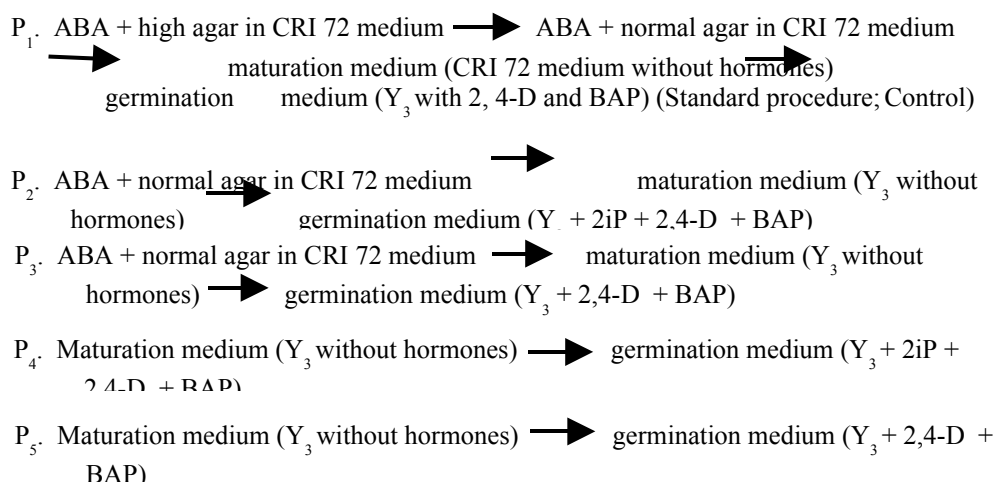 P₁. ABA + high agar in CRI 72 medium → ABA + normal agar in CRI 72 medium
→ maturation medium (CRI 72 medium without hormones) →
germination medium (Y₃ with 2, 4-D and BAP) (Standard procedure; Control)
P₂. ABA + normal agar in CRI 72 medium → maturation medium (Y₃ without
hormones) → germination medium (Y₃ + 2iP + 2,4-D + BAP)
P₃. ABA + normal agar in CRI 72 medium → maturation medium (Y₃ without
hormones) → germination medium (Y₃ + 2,4-D + BAP)
P₄. Maturation medium (Y₃ without hormones) → germination medium (Y₃ + 2iP +
2,4-D + BAP)
P₅. Maturation medium (Y₃ without hormones) → germination medium (Y₃ + 2,4-D +
BAP)